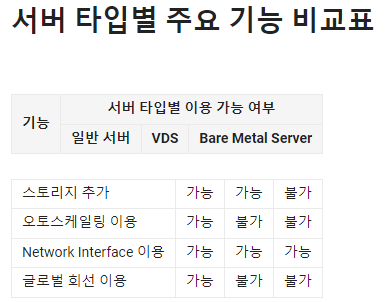 서버 타입별 주요 기능 비교표
기능 서버 타입별 이용 가능 여부
일반 서버 VDS Bare Metal Server
스토리지 추가 가능 가능 불가
오토스케일링 이용 가능 불가 불가
Network Interface 이용 가능 가능 가능
글로벌 회선 이용 가능 불가 불가